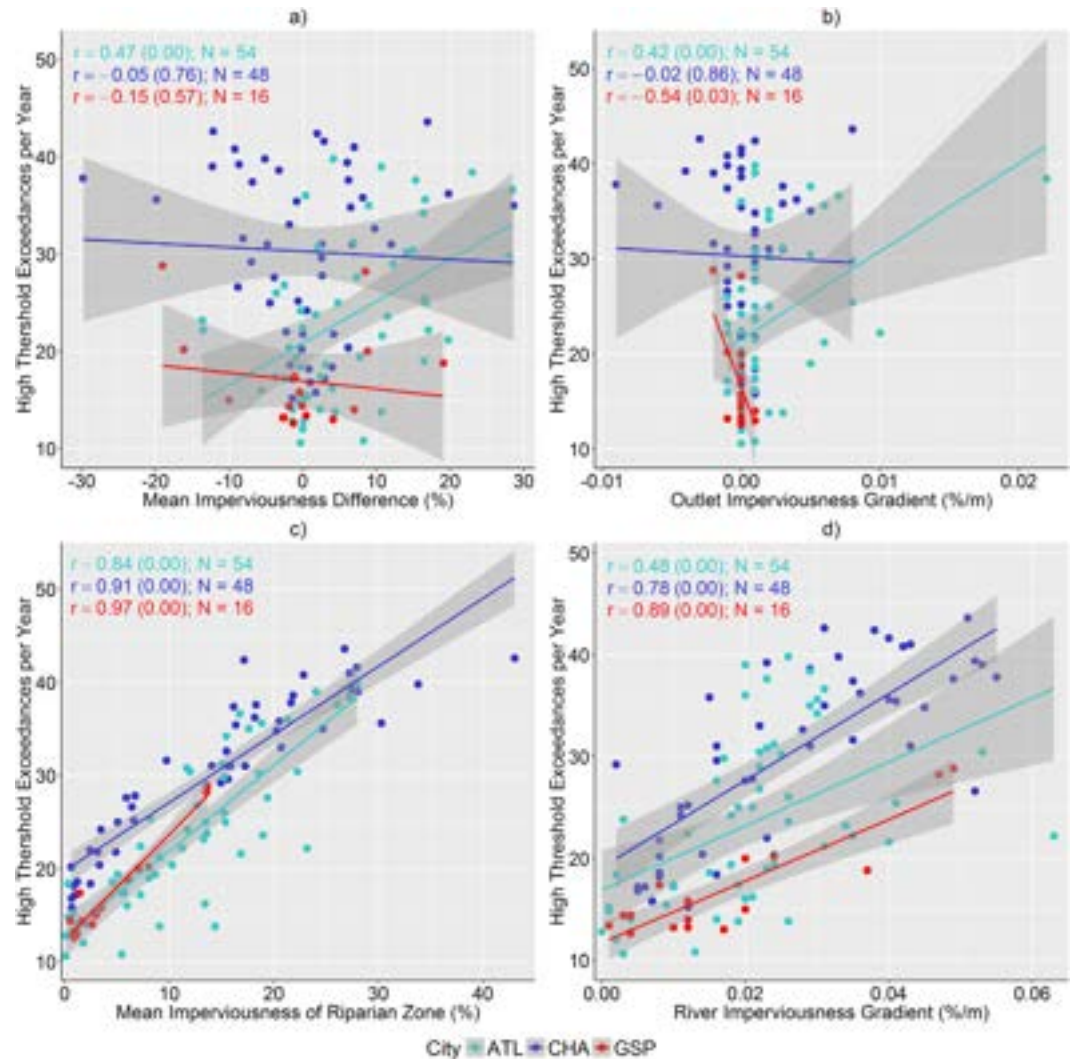 a)
High Thershold Exceedances per Year
50
40
30
20
10
r = 0.47 (0.00); N = 54
r = −0.05 (0.76); N = 48
r = −0.15 (0.57); N = 16
-30
-20
-10
0
10
20
30
Mean Imperviousness Difference (%)
b)
High Thershold Exceedances per Year
50
40
30
20
10
r = 0.42 (0.00); N = 54
r = −0.02 (0.86); N = 48
r = −0.54 (0.03); N = 16
-0.01
0.00
0.01
0.02
Outlet Imperviousness Gradient (%/m)
c)
High Thershold Exceedances per Year
50
40
30
20
10
r = 0.84 (0.00); N = 54
r = 0.91 (0.00); N = 48
r = 0.97 (0.00); N = 16
0
10
20
30
40
Mean Imperviousness of Riparian Zone (%)
d)
High Threshold Exceedances per Year
50
40
30
20
10
r = 0.48 (0.00); N = 54
r = 0.78 (0.00); N = 48
r = 0.89 (0.00); N = 16
0.00
0.02
0.04
0.06
River Imperviousness Gradient (%/m)
City ATL CHA GSP